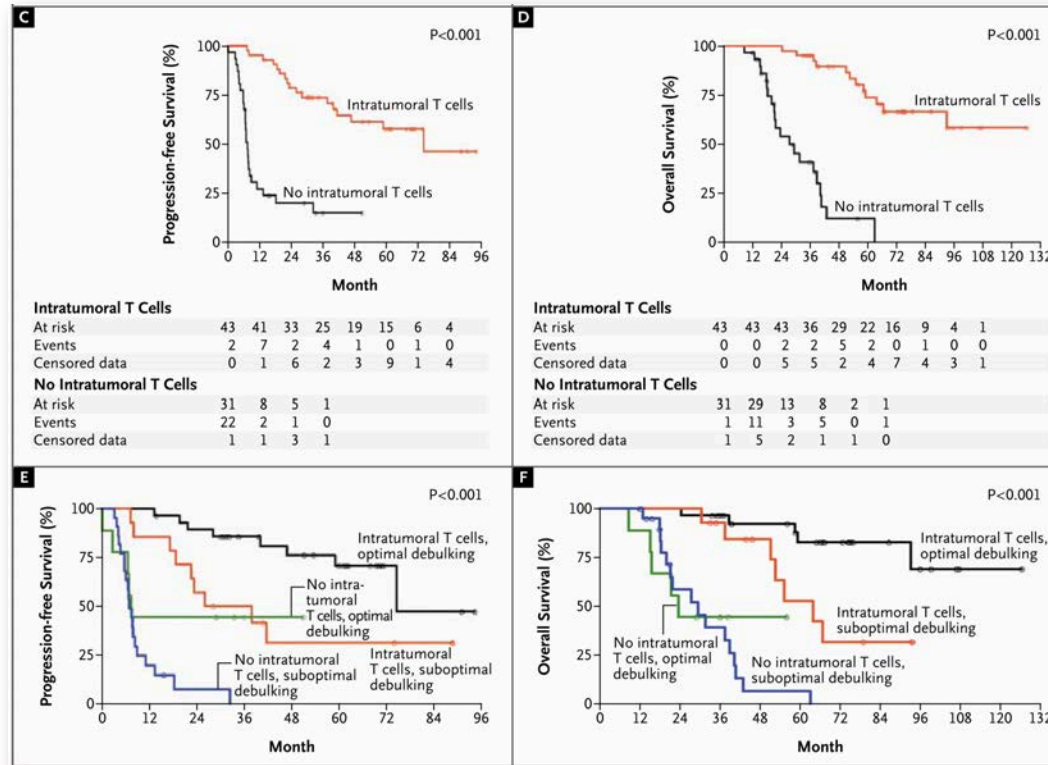 C
P<0.001
Progression-free Survival (%)
100
75
50
25
0
Intratumoral T cells
No intratumoral T cells
0 12 24 36 48 60 72 84 96
Month
Intratumoral T Cells
At risk 43 41 33 25 19 15 6 4
Events 2 7 2 4 1 0 1 0
Censored data 0 1 6 2 3 9 1 4
No Intratumoral T Cells
At risk 31 8 5 1
Events 22 2 1 0
Censored data 1 1 3 1
D
P<0.001
Overall Survival (%)
100
75
50
25
0
Intratumoral T cells
No intratumoral T cells
0 12 24 36 48 60 72 84 96 108 120 132
Month
Intratumoral T Cells
At risk 43 43 43 36 29 22 16 9 4 1
Events 0 0 2 2 5 2 0 1 0 0
Censored data 0 0 5 5 2 4 7 4 3 1
No Intratumoral T Cells
At risk 31 29 13 8 2 1
Events 1 11 3 5 0 1
Censored data 1 5 2 1 1 0
E
P<0.001
Progression-free Survival (%)
100
75
50
25
0
Intratumoral T cells,
optimal debulking
No intra-
tumoral
T cells, optimal
debulking
Intratumoral
T cells, suboptimal
debulking
No intratumoral
T cells, suboptimal
debulking
0 12 24 36 48 60 72 84 96
Month
F
P<0.001
Overall Survival (%)
100
75
50
25
0
Intratumoral T cells,
optimal debulking
Intratumoral T cells,
suboptimal debulking
No intratumoral
T cells, optimal
debulking
No intratumoral T cells,
suboptimal debulking
0 12 24 36 48 60 72 84 96 108 120 132
Month